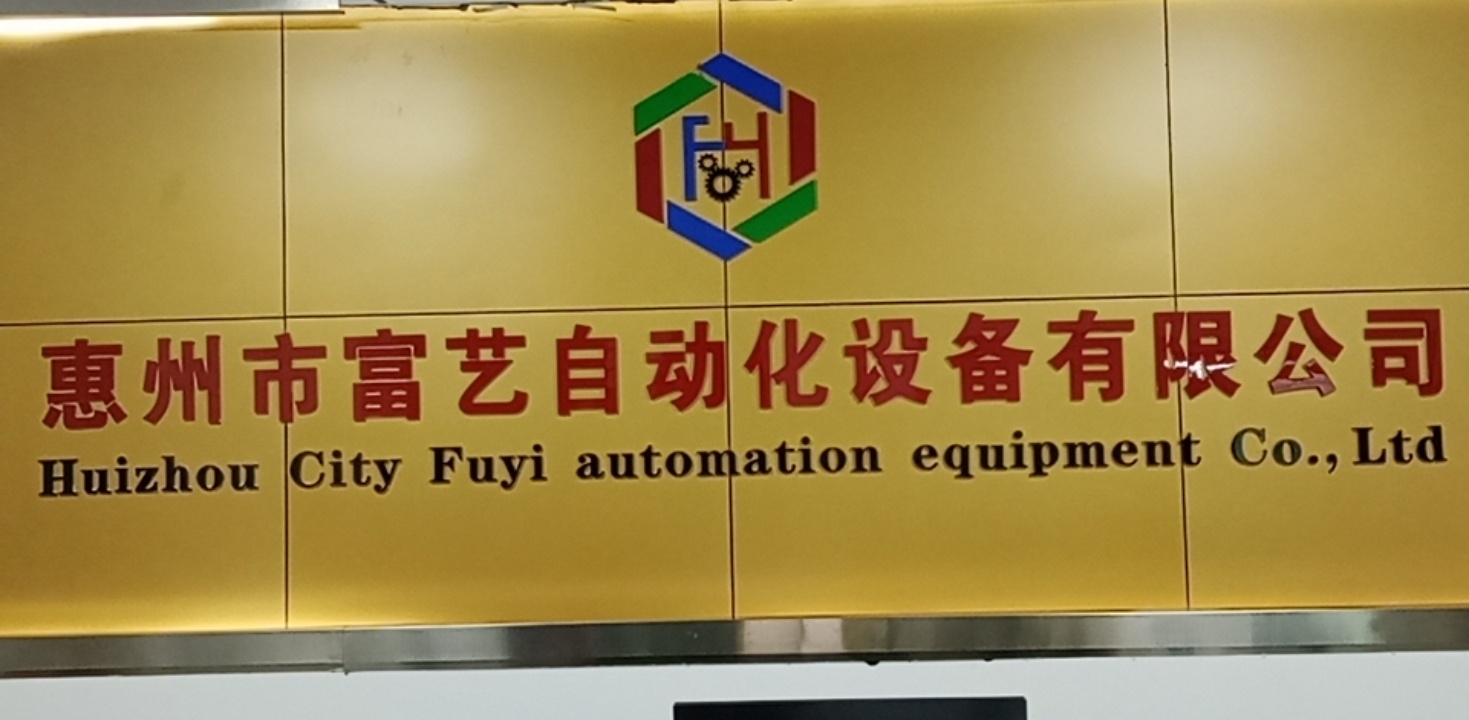 FH
惠州市富艺自动化设备有限公司
Huizhou City Fuyi automation equipment Co., Ltd